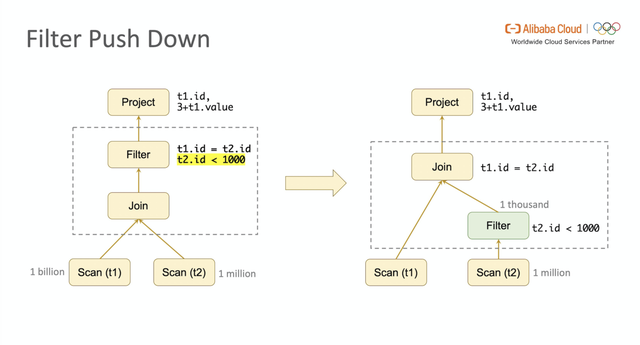 Filter Push Down
Alibaba Cloud
Worldwide Cloud Services Partner
Project
t1.id,
3+t1.value
Filter
t1.id = t2.id
t2.id < 1000
Join
1 billion
Scan (t1)
Scan (t2)
1 million
Project
t1.id,
3+t1.value
Join
t1.id = t2.id
1 thousand
Filter
t2.id < 1000
Scan (t1)
Scan (t2)
1 million